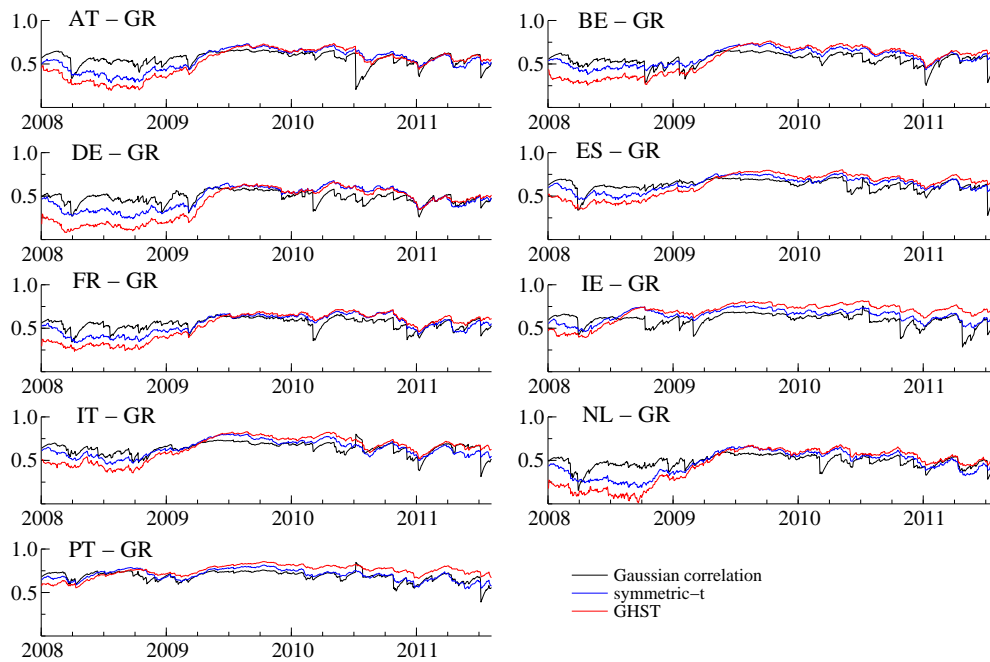 AT – GR
1.0
0.5
2008 2009 2010 2011
BE – GR
1.0
0.5
2008 2009 2010 2011
DE – GR
1.0
0.5
2008 2009 2010 2011
ES – GR
1.0
0.5
2008 2009 2010 2011
FR – GR
1.0
0.5
2008 2009 2010 2011
IE – GR
1.0
0.5
2008 2009 2010 2011
IT – GR
1.0
0.5
2008 2009 2010 2011
NL – GR
1.0
0.5
2008 2009 2010 2011
PT – GR
1.0
0.5
2008 2009 2010 2011
Gaussian correlation
symmetric–t
GHST